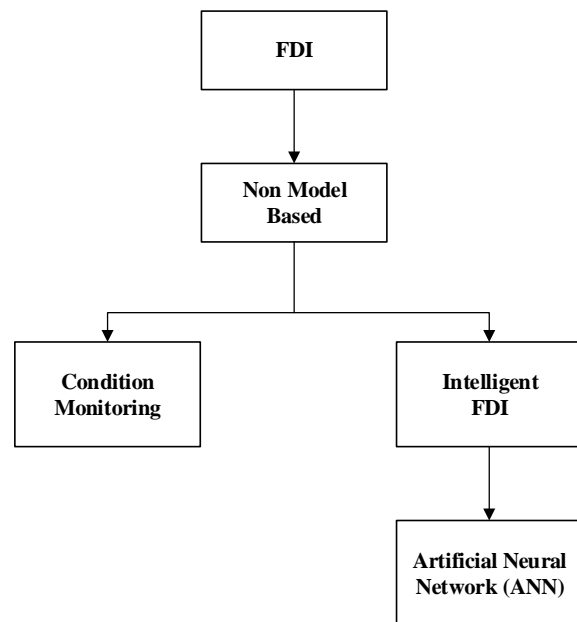 FDI
Non Model
Based
Condition
Monitoring
Intelligent
FDI
Artificial Neural
Network (ANN)